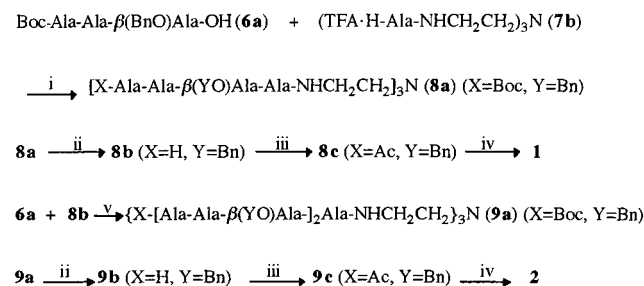 Boc-Ala-Ala-β(BnO)Ala-OH (6a) + (TFA·H-Ala-NHCH₂CH₂)₃N (7b)
i [X-Ala-Ala-β(YO)Ala-Ala-NHCH₂CH₂]₃N (8a) (X=Boc, Y=Bn)
8a ii 8b (X=H, Y=Bn) iii 8c (X=Ac, Y=Bn) iv 1
6a + 8b v {X-[Ala-Ala-β(YO)Ala-]₂Ala-NHCH₂CH₂}₃N (9a) (X=Boc, Y=Bn)
9a ii 9b (X=H, Y=Bn) iii 9c (X=Ac, Y=Bn) iv 2